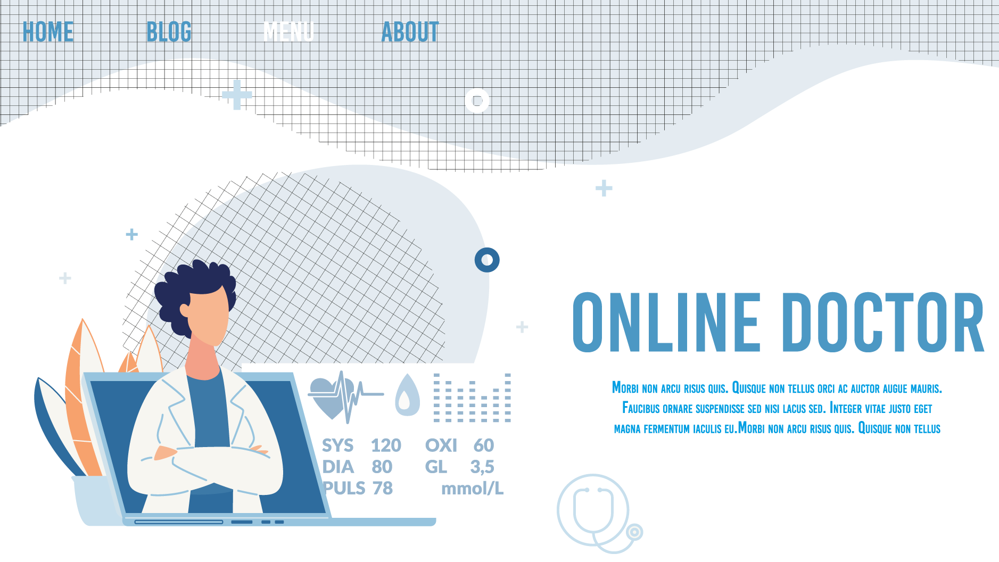 HOME BLOG MENU ABOUT
ONLINE DOCTOR
Morbi non arcu risus quis. Quisque non tellus orci ac auctor augue mauris.
Faucibus ornare suspendisse sed nisi lacus sed. Integer vitae justo eget
magna fermentum iaculis eu.Morbi non arcu risus quis. Quisque non tellus
SYS 120 OXI 60
DIA 80 GL 3,5
PULS 78 mmol/L